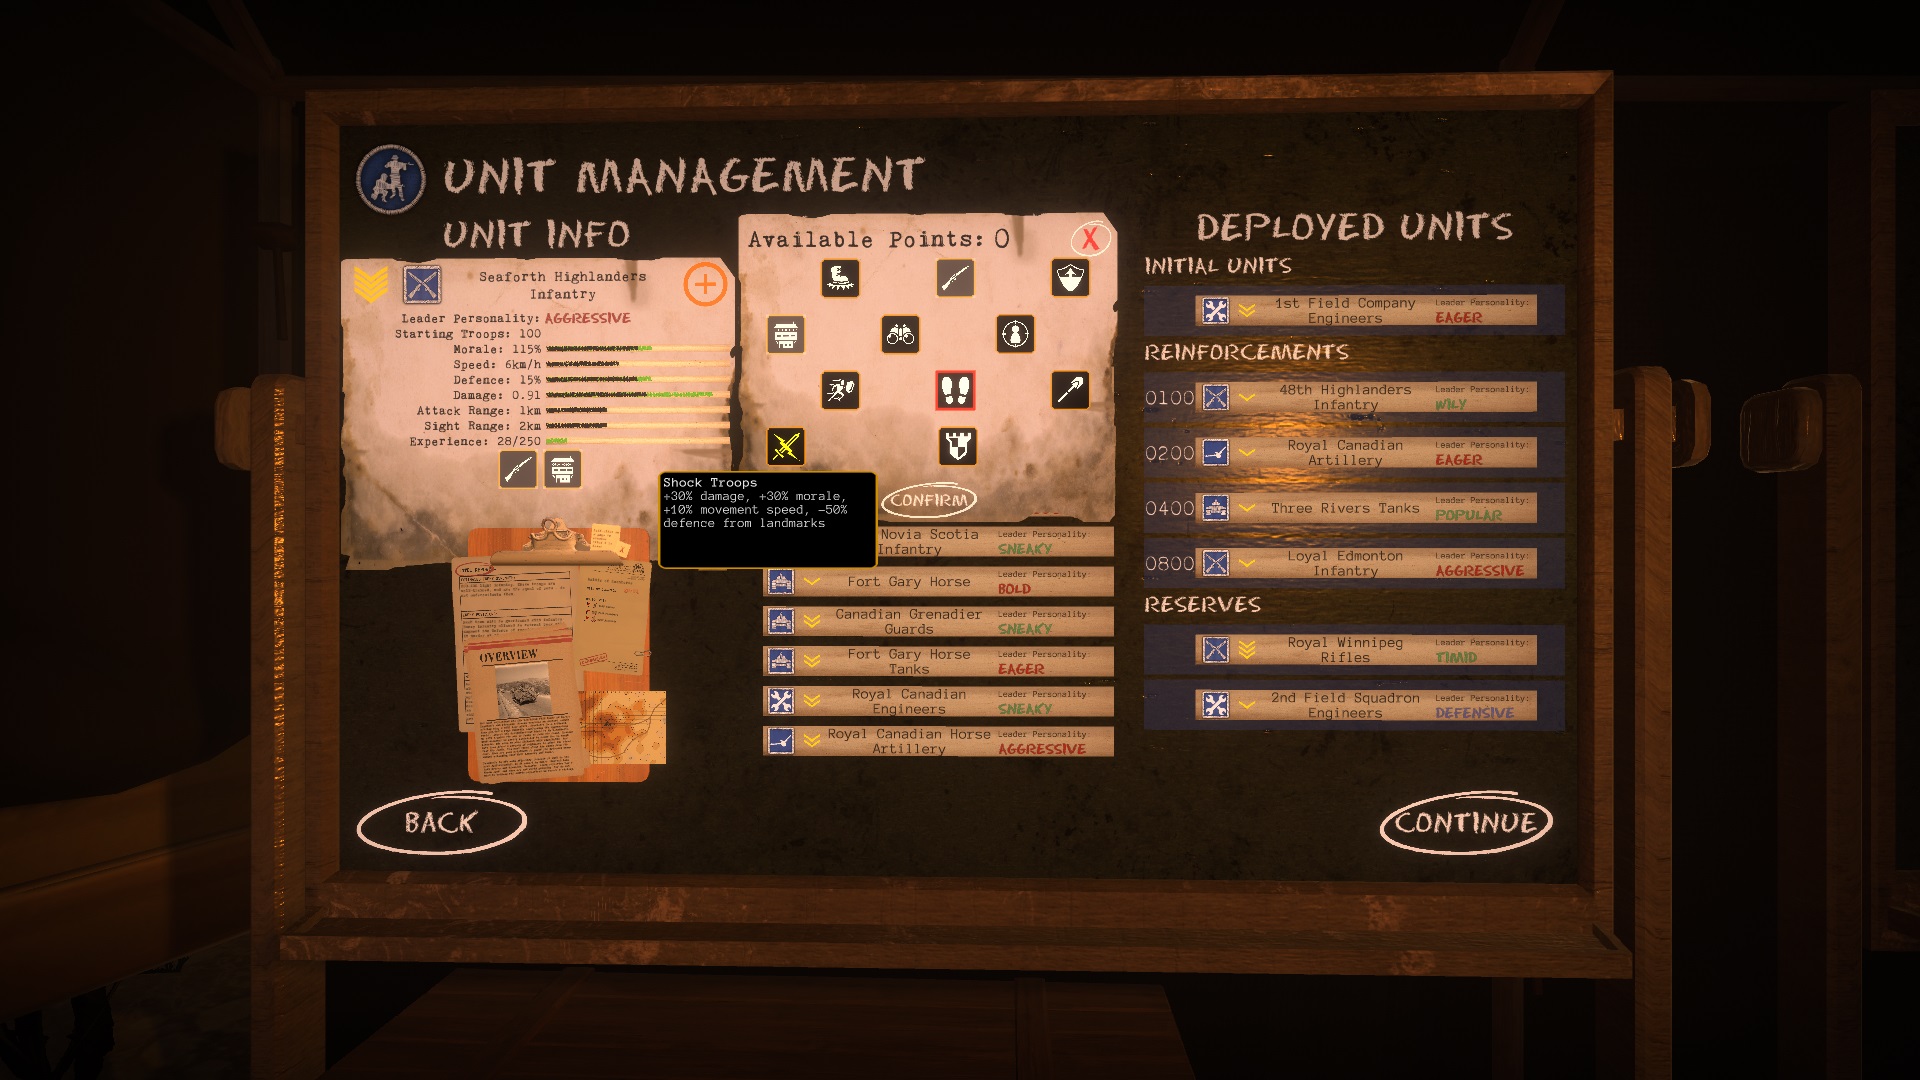 UNIT MANAGEMENT
UNIT INFO
Seaforth Highlanders
Infantry
Leader Personality: AGGRESSIVE
Starting Troops: 100
Morale: 115%
Speed: 6km/h
Defence: 15%
Damage: 0.91
Attack Range: 1km
Sight Range: 2km
Experience: 28/250
OVERVIEW
BACK
Available Points: 0
X
Shock Troops
+30% damage, +30% morale,
+10% movement speed, -50%
defence from landmarks
CONFIRM
Novia Scotia
Infantry
Leader Personality
SNEAKY
Fort Gary Horse
Leader Personality:
BOLD
Canadian Grenadier
Guards
Leader Personality:
SNEAKY
Fort Gary Horse
Tanks
Leader Personality:
EAGER
Royal Canadian
Engineers
Leader Personality:
SNEAKY
Royal Canadian Horse
Artillery
Leader Personality:
AGGRESSIVE
DEPLOYED UNITS
INITIAL UNITS
1st Field Company
Engineers
Leader Personality:
EAGER
REINFORCEMENTS
0100
48th Highlanders
Infantry
Leader Personality:
WILY
0200
Royal Canadian
Artillery
Leader Personality:
EAGER
0400
Three Rivers Tanks
Leader Personality:
POPULAR
0800
Loyal Edmonton
Infantry
Leader Personality:
AGGRESSIVE
RESERVES
Royal Winnipeg
Rifles
Leader Personality:
TIMID
2nd Field Squadron
Engineers
Leader Personality:
DEFENSIVE
CONTINUE